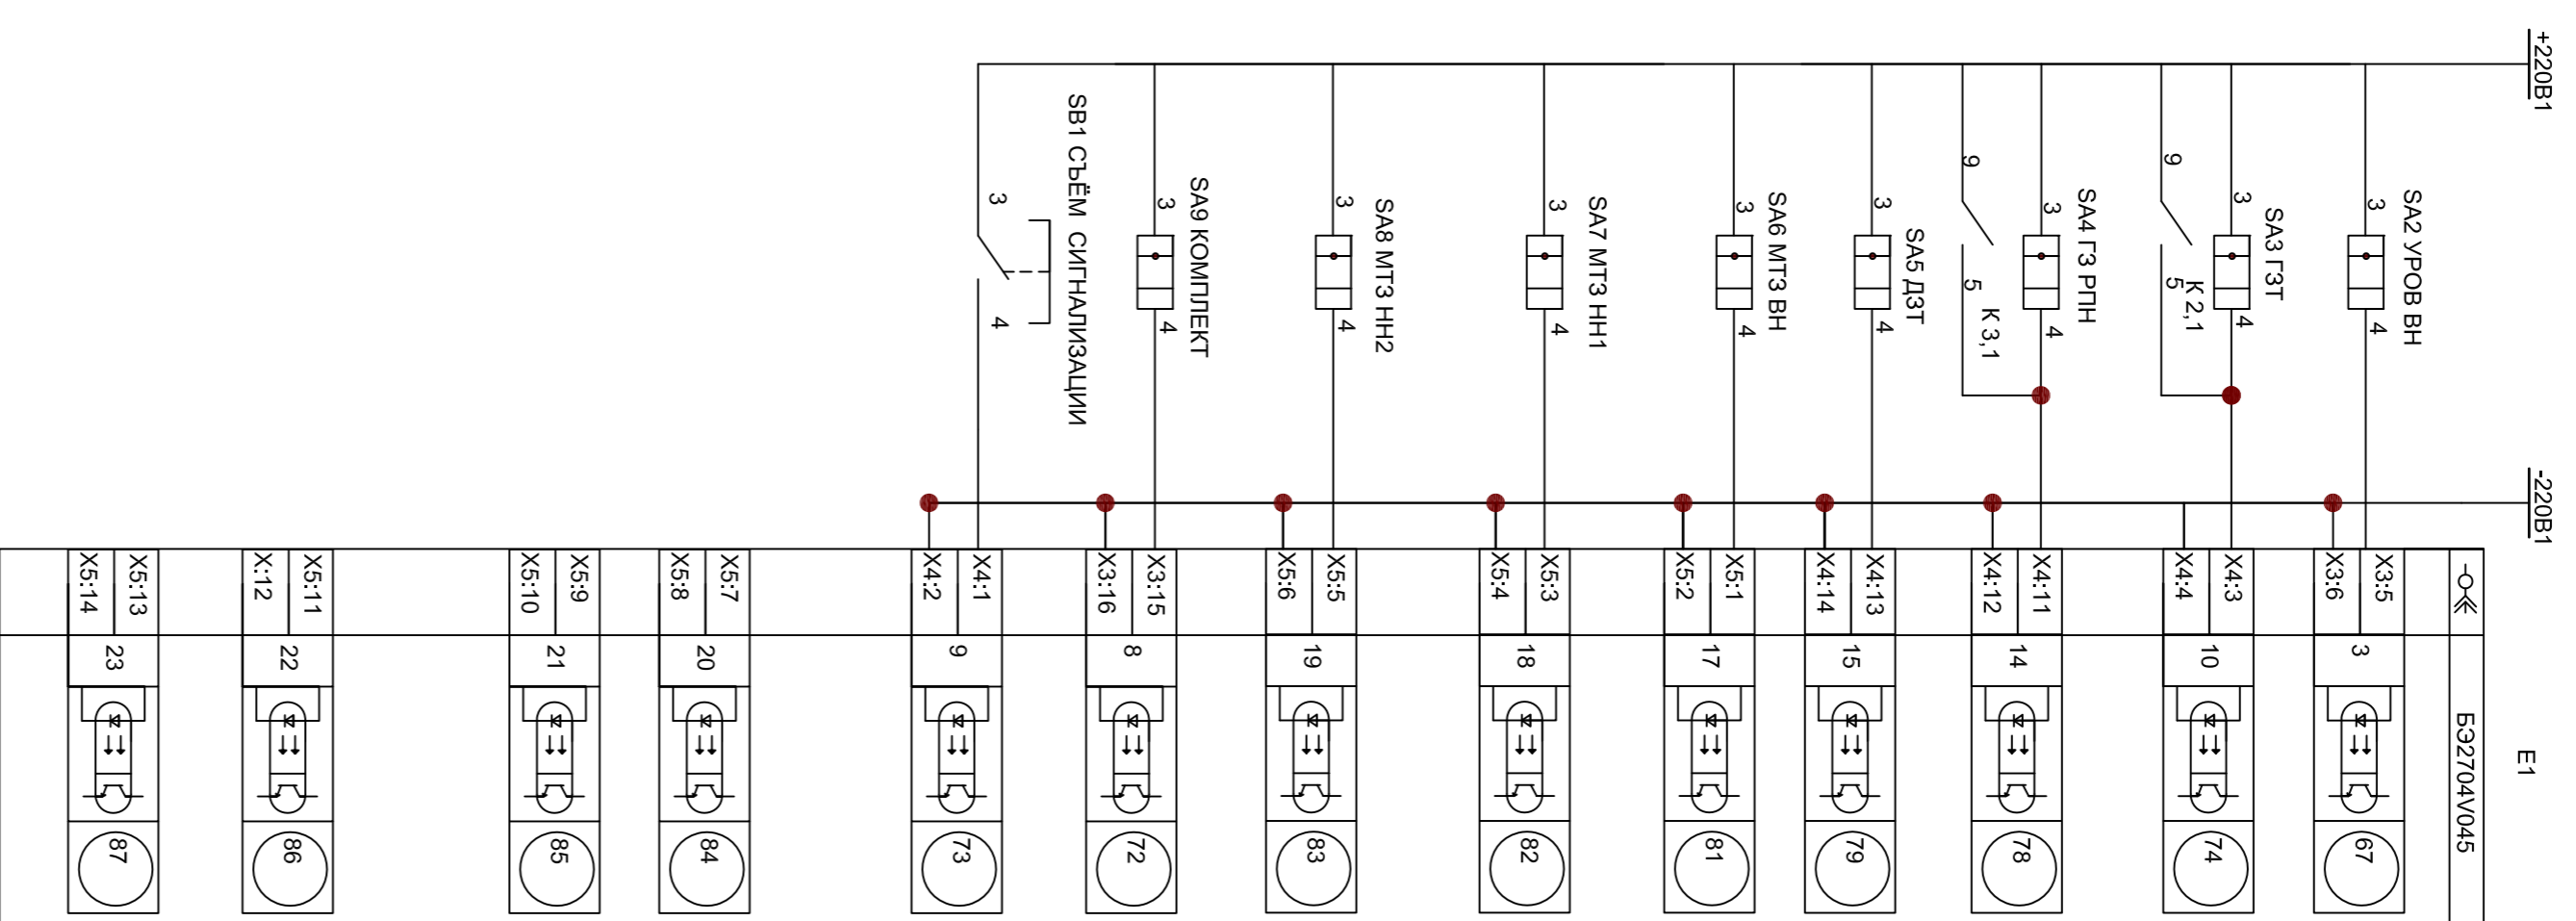 +220В1
-220В1
E1
БЭ2704V045
SA2 УРОВ ВН
3
4
X3:5
X3:6
3
67
SA3 ГЗТ
3
4
9
5
К 2,1
X4:3
X4:4
10
74
SA4 ГЗ РПН
3
4
9
5
К 3,1
X4:11
X4:12
14
78
SA5 ДЗТ
3
4
X4:13
X4:14
15
79
SA6 МТЗ ВН
3
4
X5:1
X5:2
17
81
SA7 МТЗ НН1
3
4
X5:3
X5:4
18
82
SA8 МТЗ НН2
3
4
X5:5
X5:6
19
83
SA9 КОМПЛЕКТ
3
4
X3:15
X3:16
8
72
SB1 СЪЁМ СИГНАЛИЗАЦИИ
3
4
X4:1
X4:2
9
73
X5:7
X5:8
20
84
X5:9
X5:10
21
85
X5:11
X:12
22
86
X5:13
X5:14
23
87